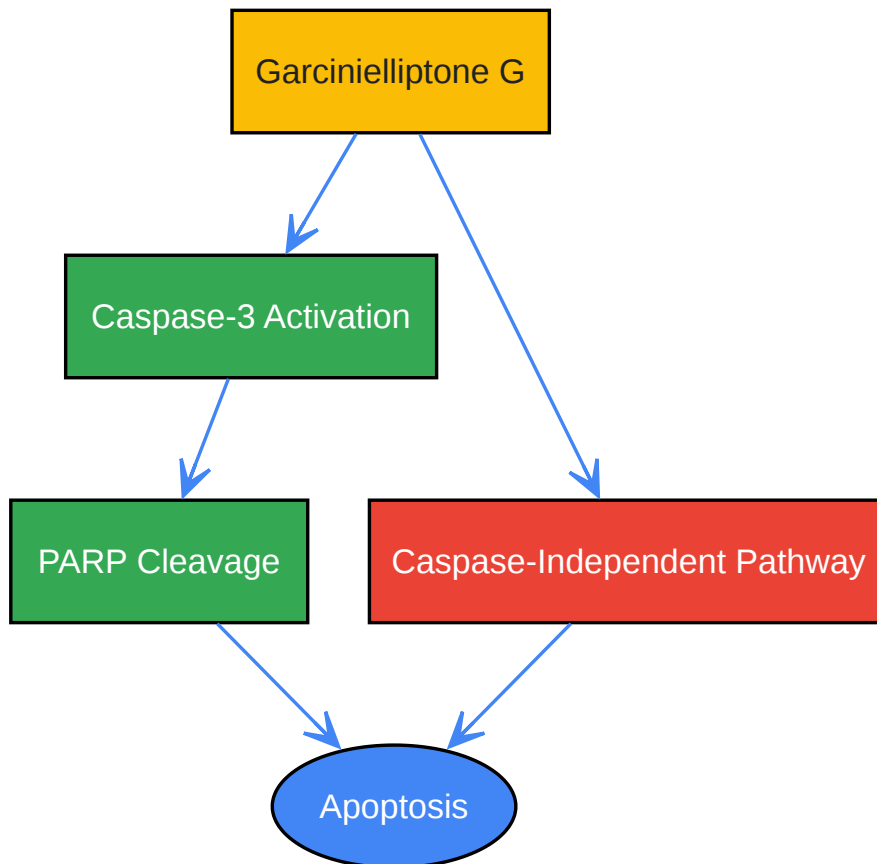 Garcinielliptone G
Caspase-3 Activation
PARP Cleavage
Caspase-Independent Pathway
Apoptosis